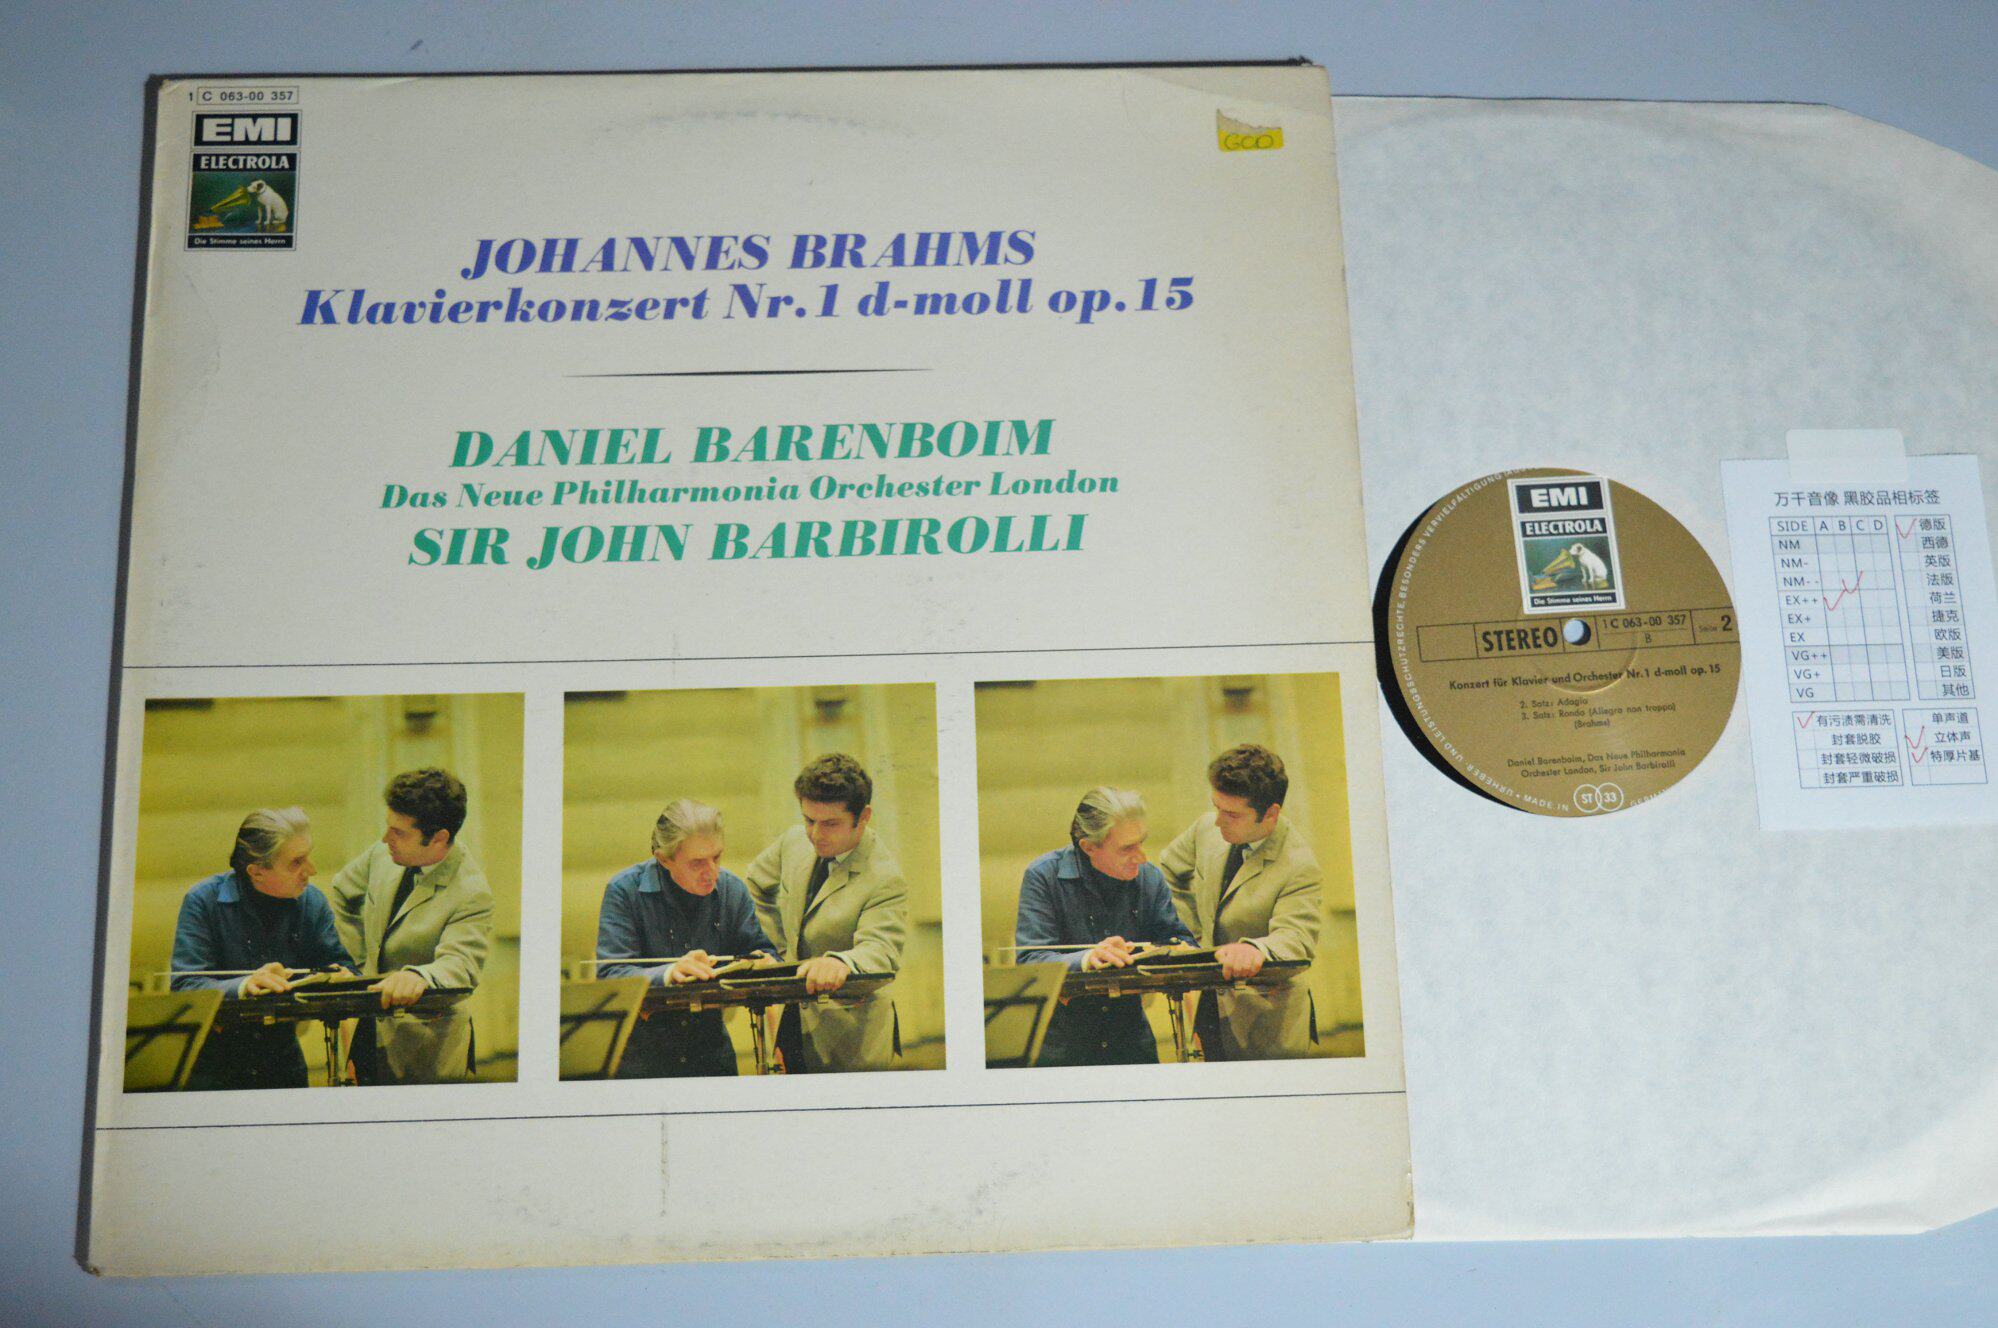 1 C 063-00 357
EMI
ELECTROLA
Die Stimme seines Herrn
GOD
JOHANNES BRAHMS
Klavierkonzert Nr.1 d-moll op.15
DANIEL BARENBOIM
Das Neue Philharmonia Orchester London
SIR JOHN BARBIROLLI
EMI
ELECTROLA
Die Stimme seines Herrn
STEREO
1 C 063-00 357
B
Seite 2
Konzert für Klavier und Orchester Nr. 1 d-moll op. 15
2. Satz: Adagio
3. Satz: Rondo (Allegro non troppo)
(Brahms)
Daniel Barenboim, Das Neue Philharmonia
Orchester London, Sir John Barbirolli
URHEBER- UND LEISTUNGSSCHUTZRECHTE, BESONDERS VERVIELFÄLTIGUNG
MADE IN
ST 33
万千音像 黑胶品相标签
SIDE A B C D
NM
NM-
NM--
EX++
EX+
EX
VG++
VG+
VG
德版
西德
英版
法版
荷兰
捷克
欧版
美版
日版
其他
有污渍需清洗
封套脱胶
封套轻微破损
封套严重破损
单声道
立体声
特厚片基